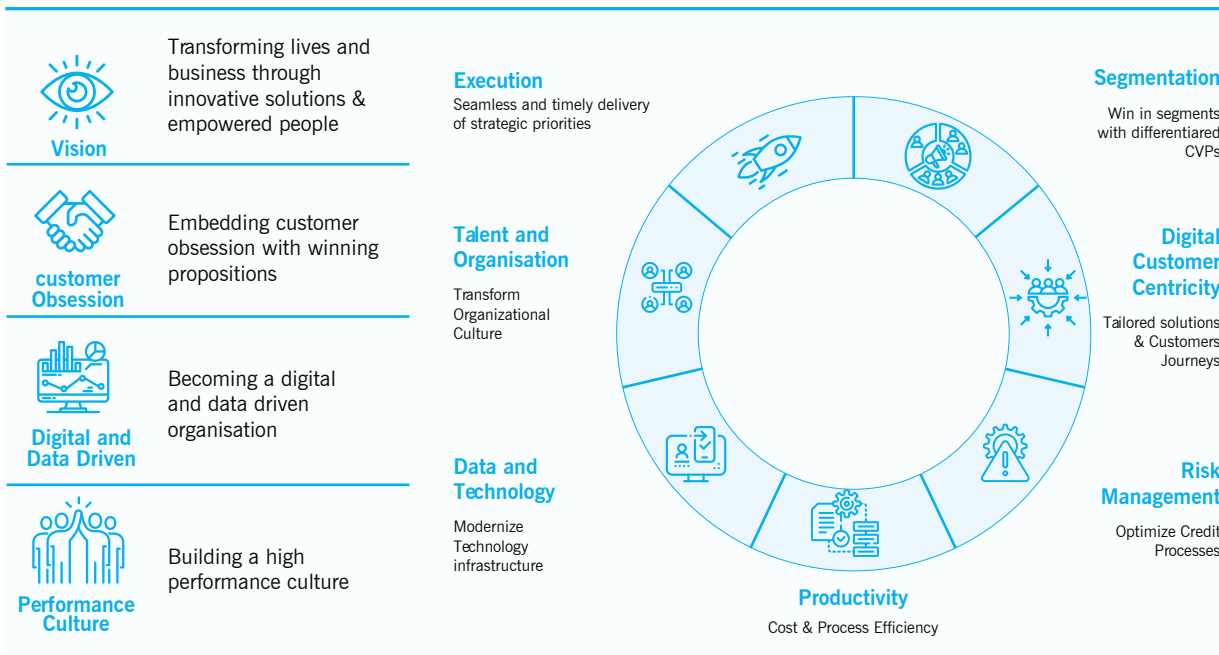 Transforming lives and
business through
innovative solutions &
empowered people
Vision
Embedding customer
obsession with winning
propositions
customer
Obsession
Becoming a digital
and data driven
organisation
Digital and
Data Driven
Building a high
performance culture
Performance
Culture
Execution
Seamless and timely delivery
of strategic priorities
Talent and
Organisation
Transform
Organizational
Culture
Data and
Technology
Modernize
Technology
infrastructure
Productivity
Cost & Process Efficiency
Segmentation
Win in segments
with differentiared
CVPs
Digital
Customer
Centricity
Tailored solutions
& Customers
Journeys
Risk
Management
Optimize Credit
Processes